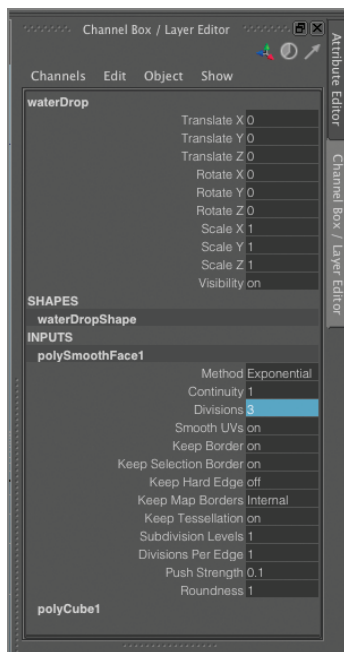 Channel Box / Layer Editor
Channels Edit Object Show
waterDrop
Translate X 0
Translate Y 0
Translate Z 0
Rotate X 0
Rotate Y 0
Rotate Z 0
Scale X 1
Scale Y 1
Scale Z 1
Visibility on
SHAPES
waterDropShape
INPUTS
polySmoothFace1
Method Exponential
Continuity 1
Divisions 3
Smooth UVs on
Keep Border on
Keep Selection Border on
Keep Hard Edge off
Keep Map Borders Internal
Keep Tessellation on
Subdivision Levels 1
Divisions Per Edge 1
Push Strength 0.1
Roundness 1
polyCube1
Attribute Editor
Channel Box / Layer Editor